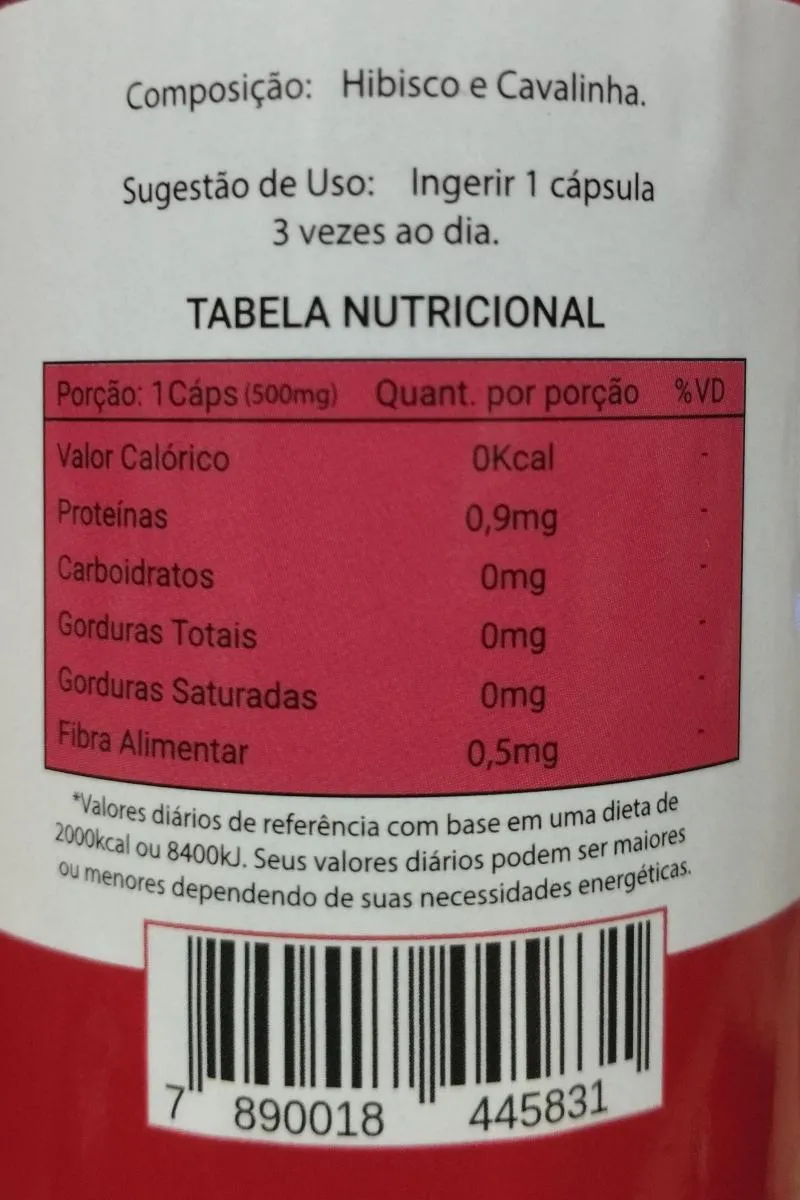 Composição: Hibisco e Cavalinha.
Sugestão de Uso: Ingerir 1 cápsula
3 vezes ao dia.
TABELA NUTRICIONAL
Porção: 1Cáps (500mg) Quant. por porção %VD
Valor Calórico 0Kcal -
Proteínas 0,9mg -
Carboidratos 0mg -
Gorduras Totais 0mg -
Gorduras Saturadas 0mg -
Fibra Alimentar 0,5mg -
*Valores diários de referência com base em uma dieta de
2000kcal ou 8400kJ. Seus valores diários podem ser maiores
ou menores dependendo de suas necessidades energéticas.
7 890018 445831